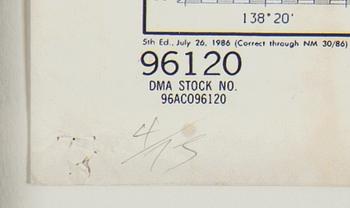 138°20'
5th Ed., July 26, 1986 (Correct through NM 30/86)
96120
DMA STOCK NO.
96ACO96120
4/15